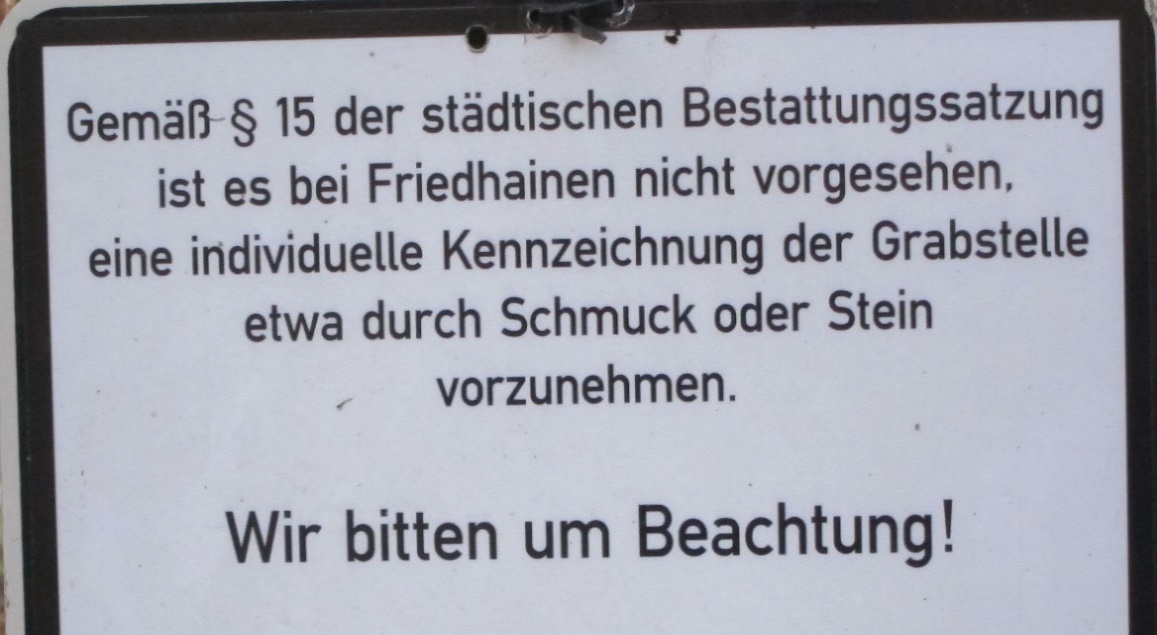 Gemäß § 15 der städtischen Bestattungssatzung
ist es bei Friedhainen nicht vorgesehen,
eine individuelle Kennzeichnung der Grabstelle
etwa durch Schmuck oder Stein
vorzunehmen.
Wir bitten um Beachtung!